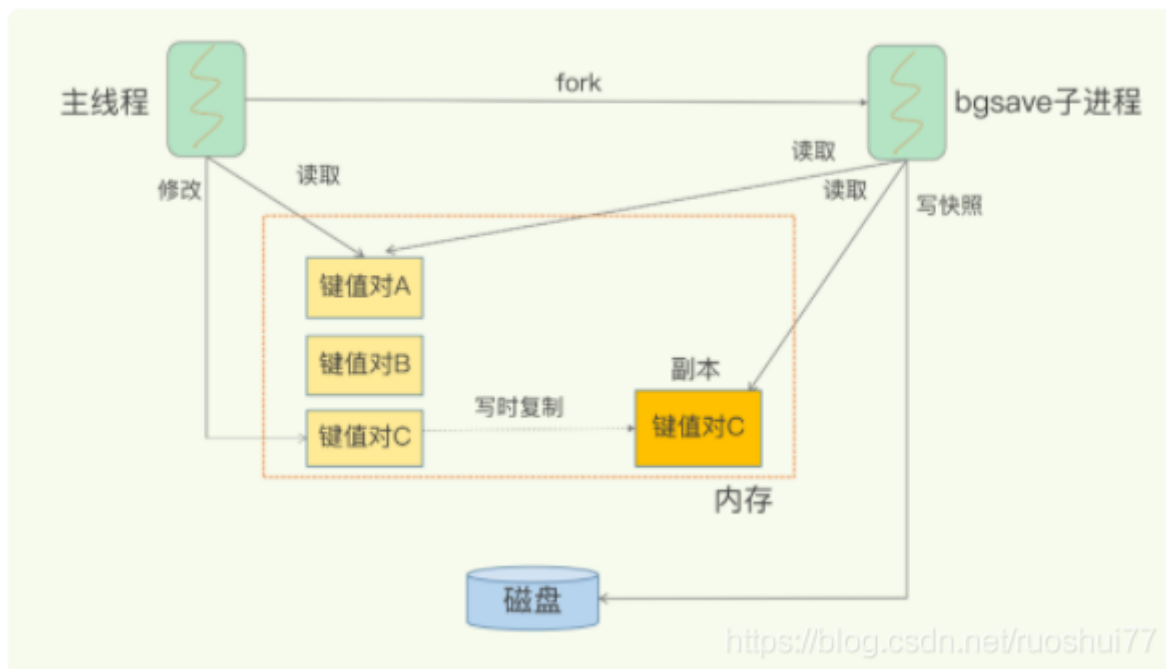 fork
主线程
bgsave子进程
修改
读取
读取
读取
写快照
键值对A
键值对B
副本
键值对C
写时复制
键值对C
内存
磁盘
https://blog.csdn.net/ruoshui77